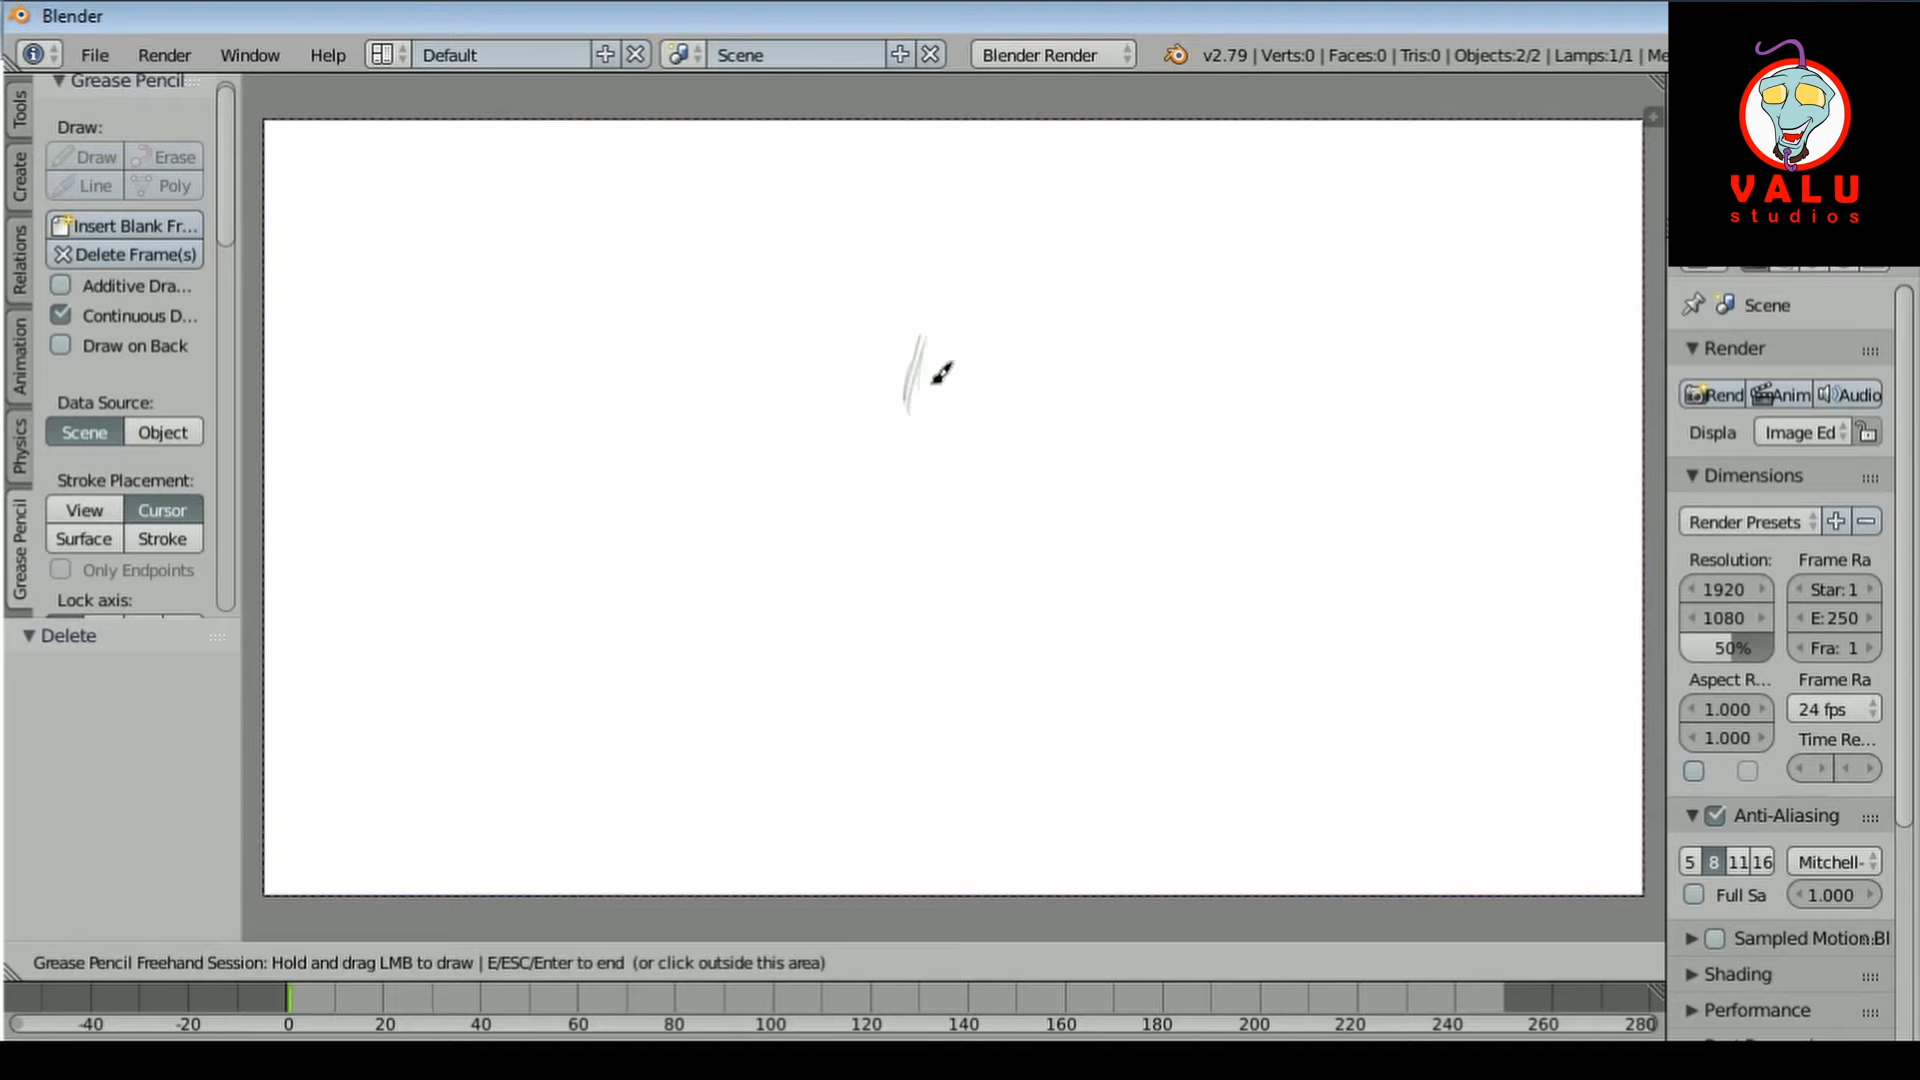 Blender
File Render Window Help Default Scene Blender Render v2.79 | Verts:0 | Faces:0 | Tris:0 | Objects:2/2 | Lamps:1/1 | Me
VALU
studios
Tools
Create
Relations
Animation
Physics
Grease Pencil
Grease Pencil
Draw:
Draw Erase
Line Poly
Insert Blank Fr...
Delete Frame(s)
Additive Dra...
Continuous D...
Draw on Back
Data Source:
Scene Object
Stroke Placement:
View Cursor
Surface Stroke
Only Endpoints
Lock axis:
Delete
Scene
Render
Rend Anim Audio
Displa Image Ed
Dimensions
Render Presets
Resolution: Frame Ra
1920 Star: 1
1080 E: 250
50% Fra: 1
Aspect R... Frame Ra
1.000 24 fps
1.000 Time Re...
Anti-Aliasing
5 8 11 16 Mitchell-
Full Sa 1.000
Sampled Motion Bl
Shading
Performance
Grease Pencil Freehand Session: Hold and drag LMB to draw | E/ESC/Enter to end (or click outside this area)
-40 -20 0 20 40 60 80 100 120 140 160 180 200 220 240 260 280